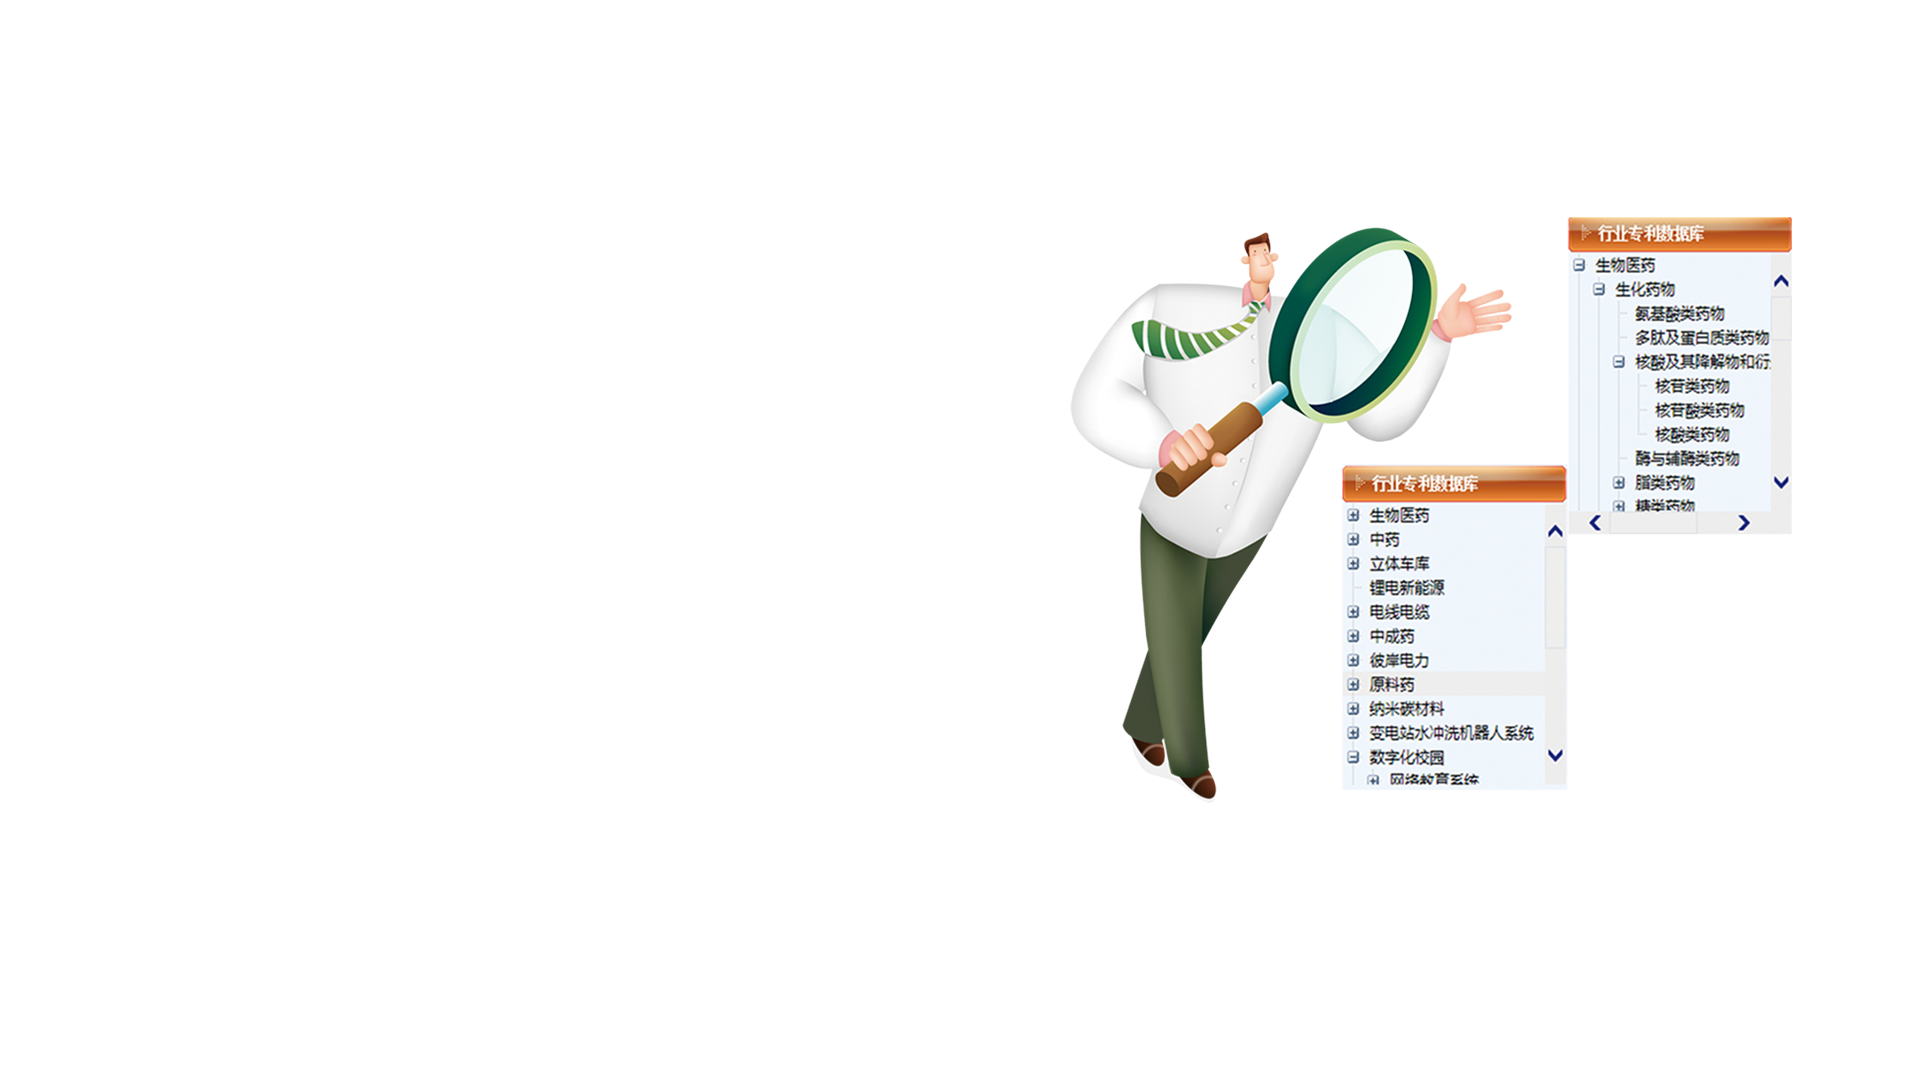 行业专利数据库
生物医药
生化药物
氨基酸类药物
多肽及蛋白质类药物
核酸及其降解物和衍
核苷类药物
核苷酸类药物
核酸类药物
酶与辅酶类药物
脂类药物
糖类药物
行业专利数据库
生物医药
中药
立体车库
锂电新能源
电线电缆
中成药
彼岸电力
原料药
纳米碳材料
变电站水冲洗机器人系统
数字化校园
网络教育系统